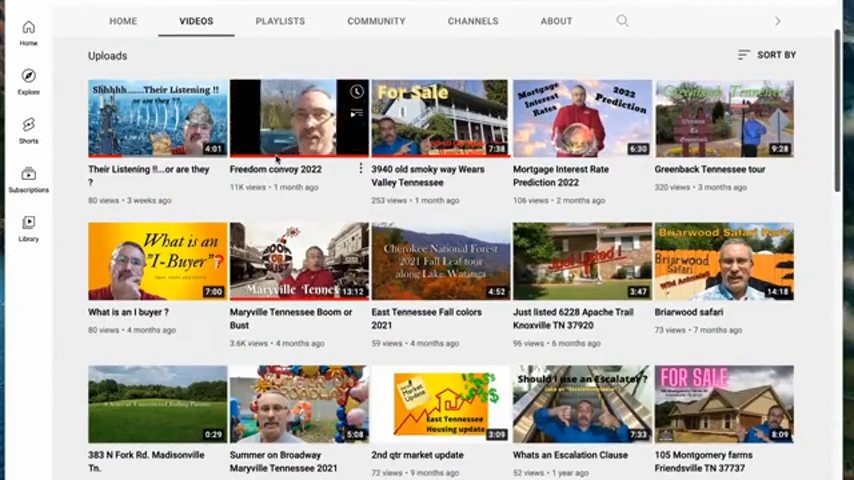 HOME VIDEOS PLAYLISTS COMMUNITY CHANNELS ABOUT
Home
Explore
Shorts
Subscriptions
Library
Uploads
SORT BY
Shhhhh......Their Listening !!
or are they ??
4:01
For Sale
7:38
Mortgage
Interest
Rates
2022
Prediction
6:30
Greenback Tennessee
9:28
Their Listening !!...or are they
?
80 views • 3 weeks ago
Freedom convoy 2022
11K views • 1 month ago
3940 old smoky way Wears
Valley Tennessee
253 views • 1 month ago
Mortgage Interest Rate
Prediction 2022
106 views • 2 months ago
Greenback Tennessee tour
320 views • 3 months ago
What is an
"I-Buyer"?
7:00
BOOM
OR
BUST
Maryville Tennes
13:12
Cherokee National Forest
2021 Fall Leaf tour
along Lake Watauga
4:52
Just Listed !
3:47
Briarwood Safari Park
Briarwood
Safari
Wild Animals
14:18
What is an I buyer ?
80 views • 4 months ago
Maryville Tennessee Boom or
Bust
3.6K views • 4 months ago
East Tennessee Fall colors
2021
59 views • 4 months ago
Just listed 6228 Apache Trail
Knoxville TN 37920
96 views • 6 months ago
Briarwood safari
73 views • 7 months ago
0:29
5:08
Market
Update
East Tennessee
Housing update
3:09
Should I use an Escalator ?
7:33
FOR SALE
8:09
383 N Fork Rd. Madisonville
Tn.
Summer on Broadway
Maryville Tennessee 2021
2nd qtr market update
72 views • 9 months ago
Whats an Escalation Clause
52 views • 1 year ago
105 Montgomery farms
Friendsville TN 37737